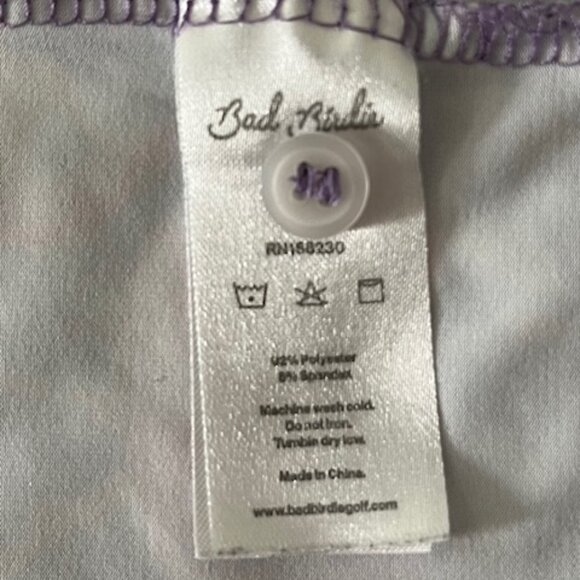 Bad Birdie
RN158230
92% Polyester
8% Spandex
Machine wash cold.
Do not iron.
Tumble dry low.
Made in China.
www.badbirdiegolf.com